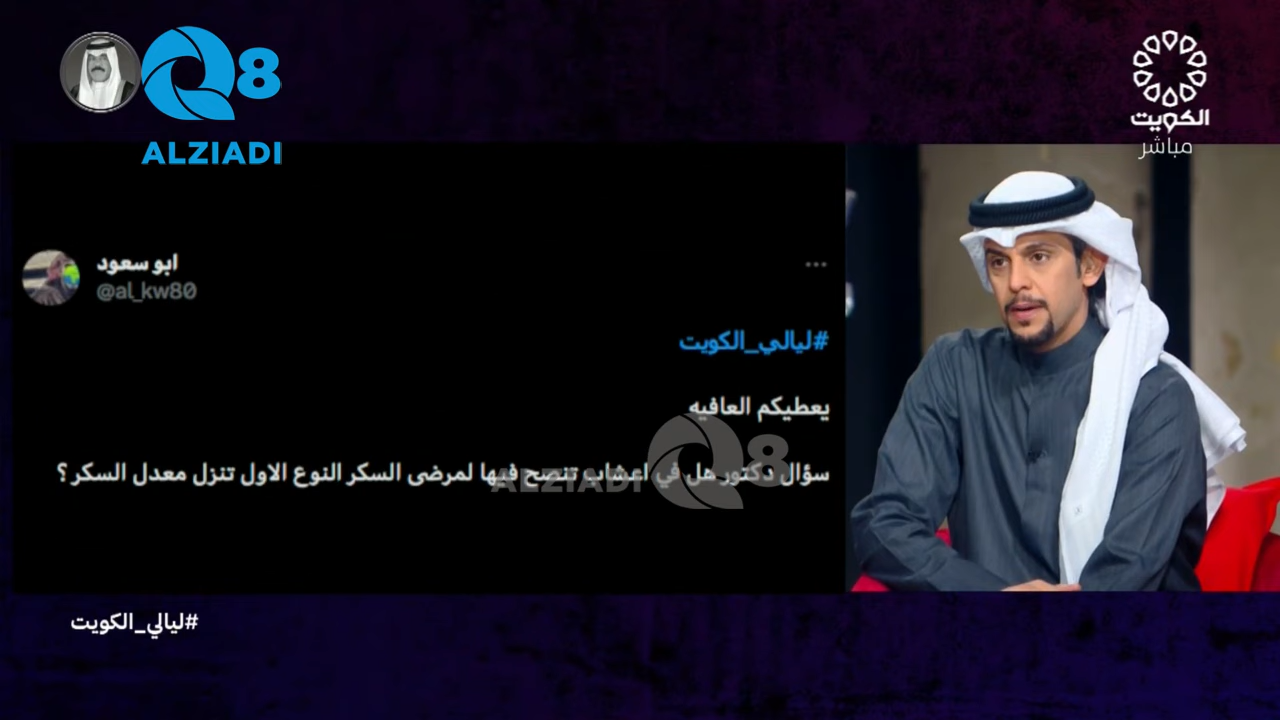 Q8
ALZIADI
الكويت
مباشر
ابو سعود
@al_kw80
#ليالي_الكويت
يعطيكم العافيه
سؤال دكتور هل في اعشاب تنصح فيها لمرضى السكر النوع الاول تنزل معدل السكر ؟
ALZIADI Q8
#ليالي_الكويت